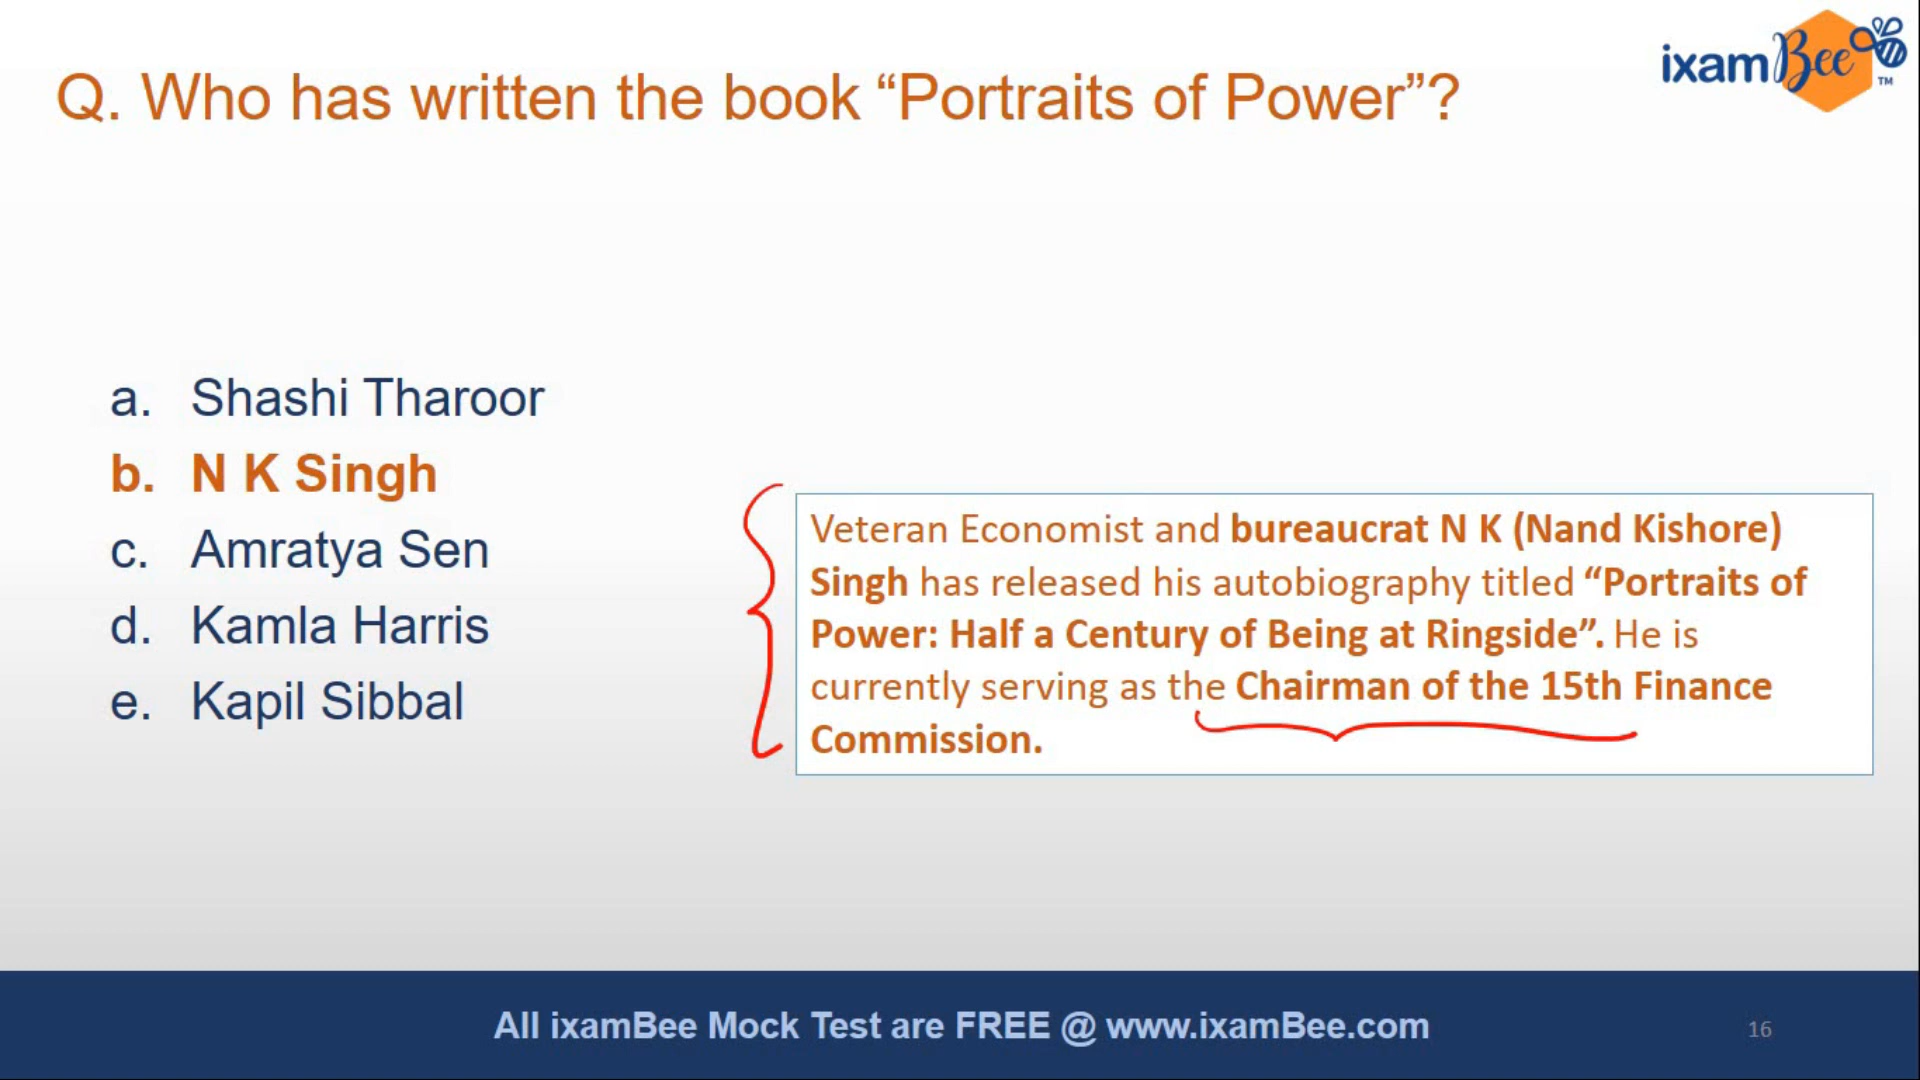 ixamBee™
Q. Who has written the book “Portraits of Power”?
a. Shashi Tharoor
b. N K Singh
c. Amratya Sen
d. Kamla Harris
e. Kapil Sibbal
Veteran Economist and bureaucrat N K (Nand Kishore)
Singh has released his autobiography titled “Portraits of
Power: Half a Century of Being at Ringside”. He is
currently serving as the Chairman of the 15th Finance
Commission.
All ixamBee Mock Test are FREE @ www.ixamBee.com
16